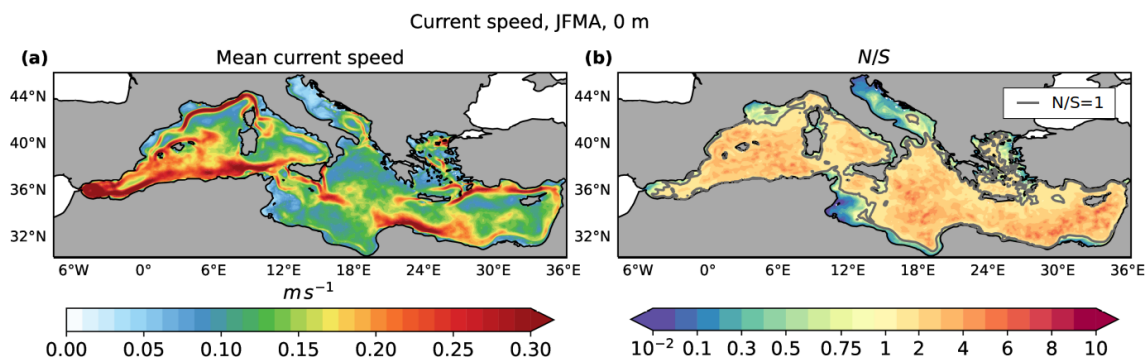 Current speed, JFMA, 0 m
(a) Mean current speed (b) N/S
44°N 44°N N/S=1
40°N 40°N
36°N 36°N
32°N 32°N
6°W 0° 6°E 12°E 18°E 24°E 30°E 36°E 6°W 0° 6°E 12°E 18°E 24°E 30°E 36°E
m s⁻¹
0.00 0.05 0.10 0.15 0.20 0.25 0.30 10⁻² 0.1 0.3 0.5 0.75 1 2 4 6 8 10